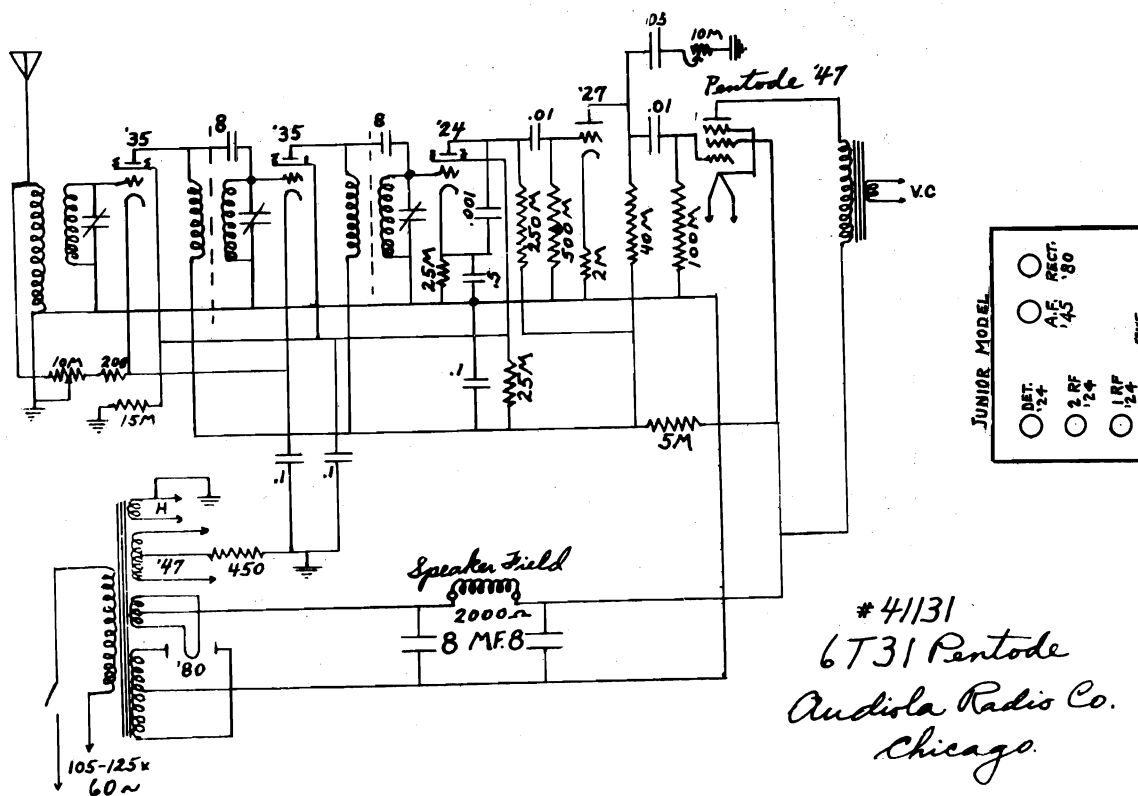 .05
10M
Pentode '47
'27
.01
.01
'35
8
'35
8
'24
.001
250M
500M
2M
40M
100M
V.C
25M
.5
10M
200
15M
.1
25M
5M
.1
.1
H
'47
450
Speaker Field
2000Ω
8 MF. 8
'80
105-125v
60~
JUNIOR MODEL
RECT. '80
A.F. '45
DET. '24
2 RF '24
1 RF '24
#41131
6T31 Pentode
Audiola Radio Co.
Chicago.